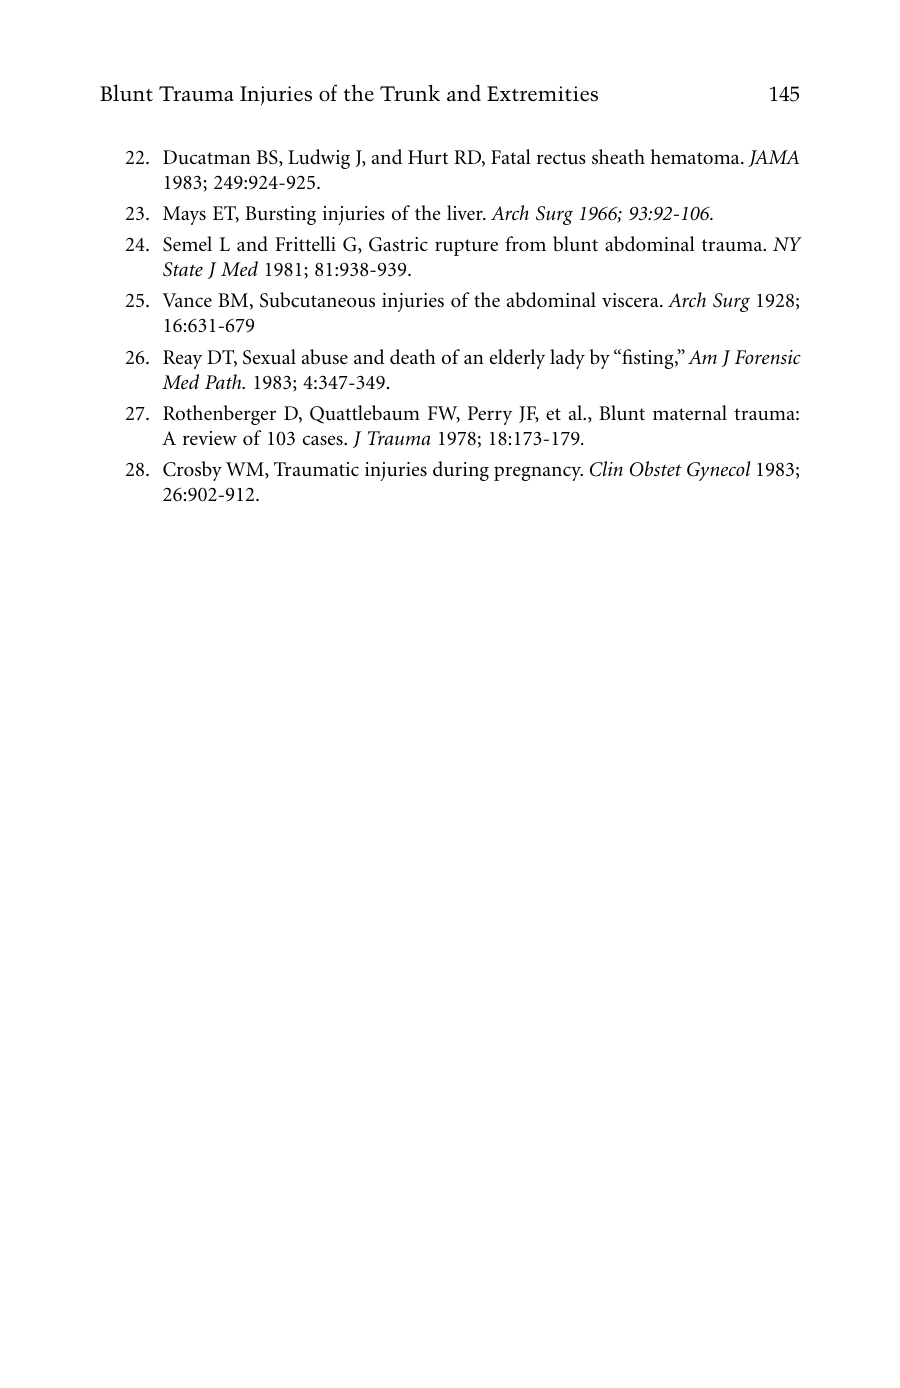 Blunt Trauma Injuries of the Trunk and Extremities 145
22. Ducatman BS, Ludwig J, and Hurt RD, Fatal rectus sheath hematoma. JAMA
1983; 249:924-925.
23. Mays ET, Bursting injuries of the liver. Arch Surg 1966; 93:92-106.
24. Semel L and Frittelli G, Gastric rupture from blunt abdominal trauma. NY
State J Med 1981; 81:938-939.
25. Vance BM, Subcutaneous injuries of the abdominal viscera. Arch Surg 1928;
16:631-679
26. Reay DT, Sexual abuse and death of an elderly lady by “fisting,” Am J Forensic
Med Path. 1983; 4:347-349.
27. Rothenberger D, Quattlebaum FW, Perry JF, et al., Blunt maternal trauma:
A review of 103 cases. J Trauma 1978; 18:173-179.
28. Crosby WM, Traumatic injuries during pregnancy. Clin Obstet Gynecol 1983;
26:902-912.